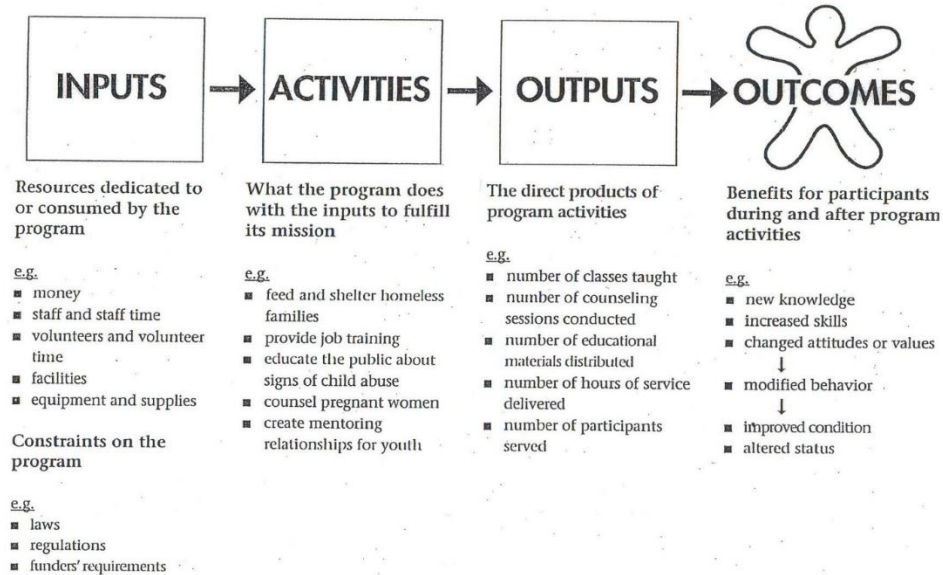 INPUTS
ACTIVITIES
OUTPUTS
OUTCOMES
Resources dedicated to
or consumed by the
program
e.g.
■ money
■ staff and staff time
■ volunteers and volunteer
time
■ facilities
■ equipment and supplies
Constraints on the
program
e.g.
■ laws
■ regulations
■ funders' requirements
What the program does
with the inputs to fulfill
its mission
e.g.
■ feed and shelter homeless
families
■ provide job training
■ educate the public about
signs of child abuse
■ counsel pregnant women
■ create mentoring
relationships for youth
The direct products of
program activities
e.g.
■ number of classes taught
■ number of counseling
sessions conducted
■ number of educational
materials distributed
■ number of hours of service
delivered
■ number of participants
served
Benefits for participants
during and after program
activities
e.g.
■ new knowledge
■ increased skills
■ changed attitudes or values
■ modified behavior
■ improved condition
■ altered status